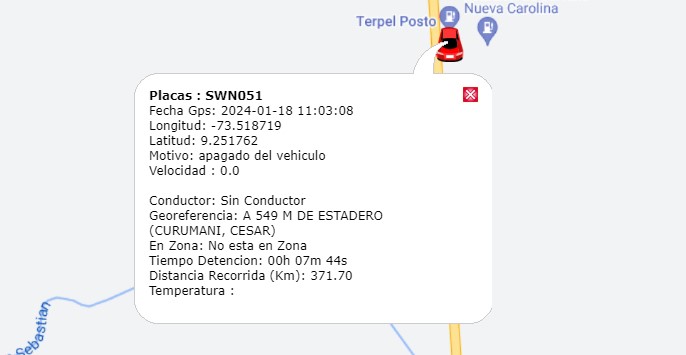 Nueva Carolina
Terpel Posto
Placas : SWN051
Fecha Gps: 2024-01-18 11:03:08
Longitud: -73.518719
Latitud: 9.251762
Motivo: apagado del vehiculo
Velocidad : 0.0
Conductor: Sin Conductor
Georeferencia: A 549 M DE ESTADERO
(CURUMANI, CESAR)
En Zona: No esta en Zona
Tiempo Detencion: 00h 07m 44s
Distancia Recorrida (Km): 371.70
Temperatura :
Sebastian